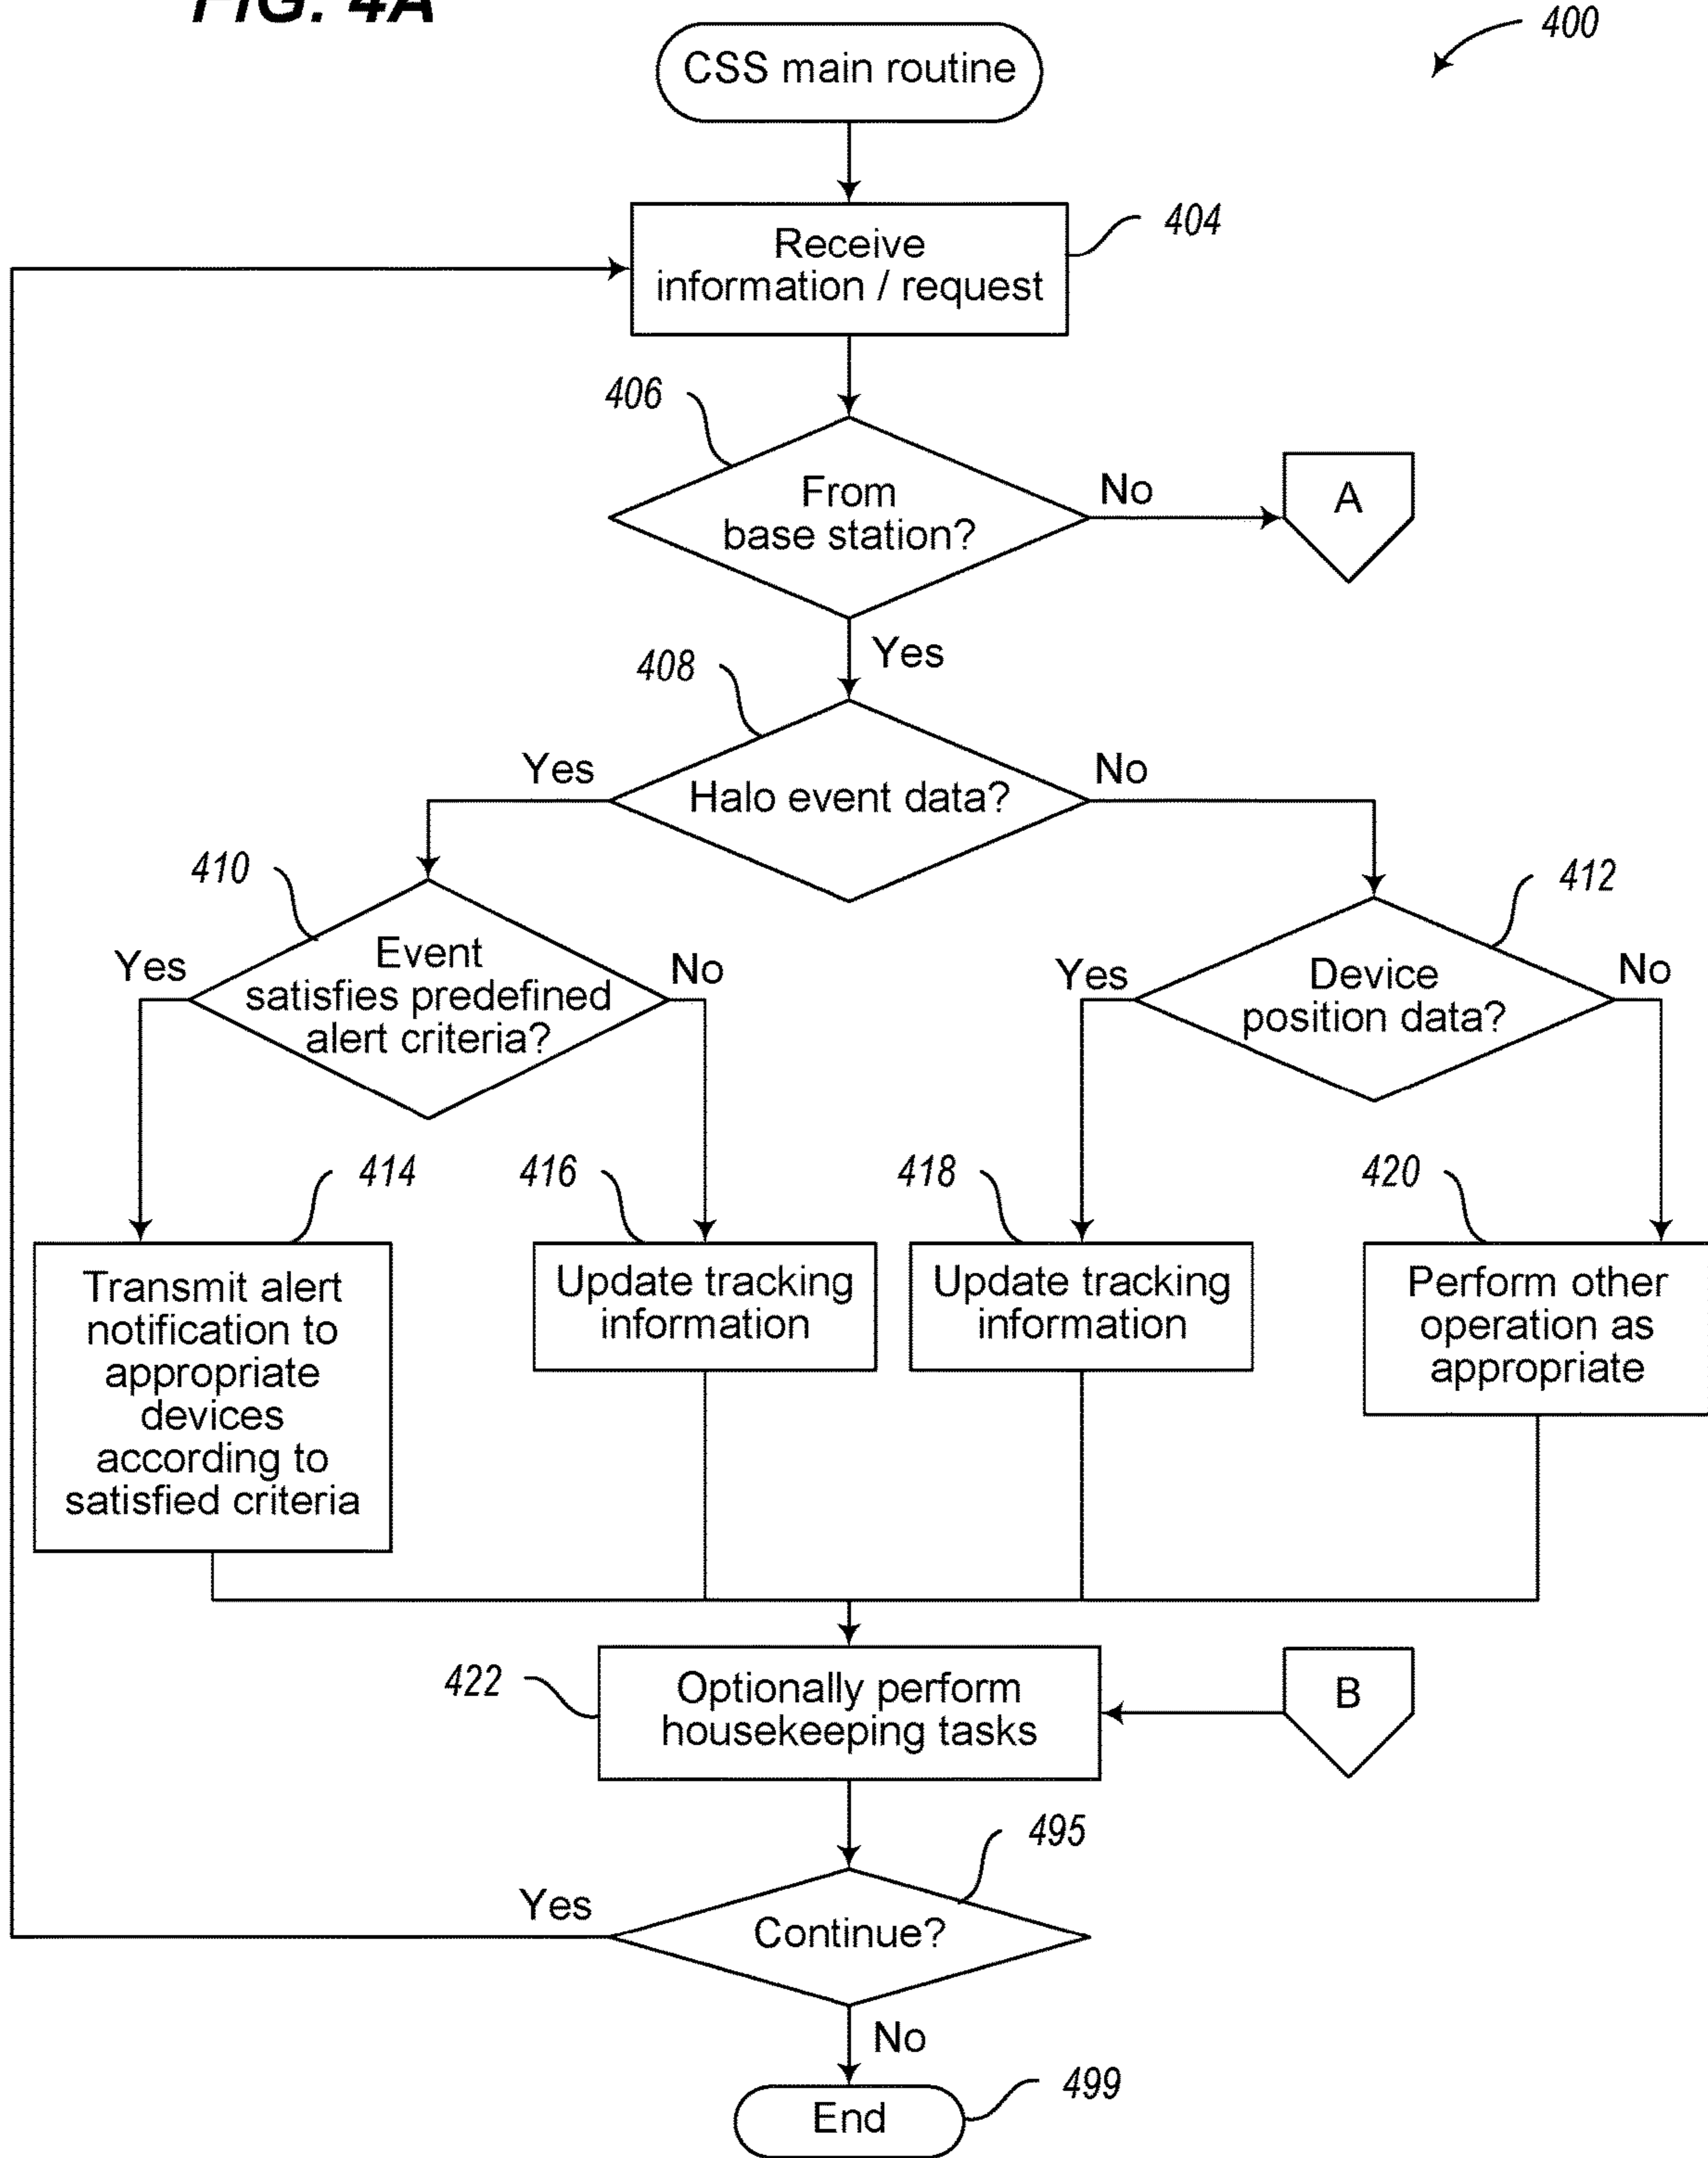 FIG. 4A
400
CSS main routine
404
Receive
information / request
406
From
base station?
No
A
Yes
408
Halo event data?
Yes
No
410
Event
satisfies predefined
alert criteria?
Yes
No
412
Device
position data?
Yes
No
414
Transmit alert
notification to
appropriate
devices
according to
satisfied criteria
416
Update tracking
information
418
Update tracking
information
420
Perform other
operation as
appropriate
422
Optionally perform
housekeeping tasks
B
495
Continue?
Yes
No
499
End